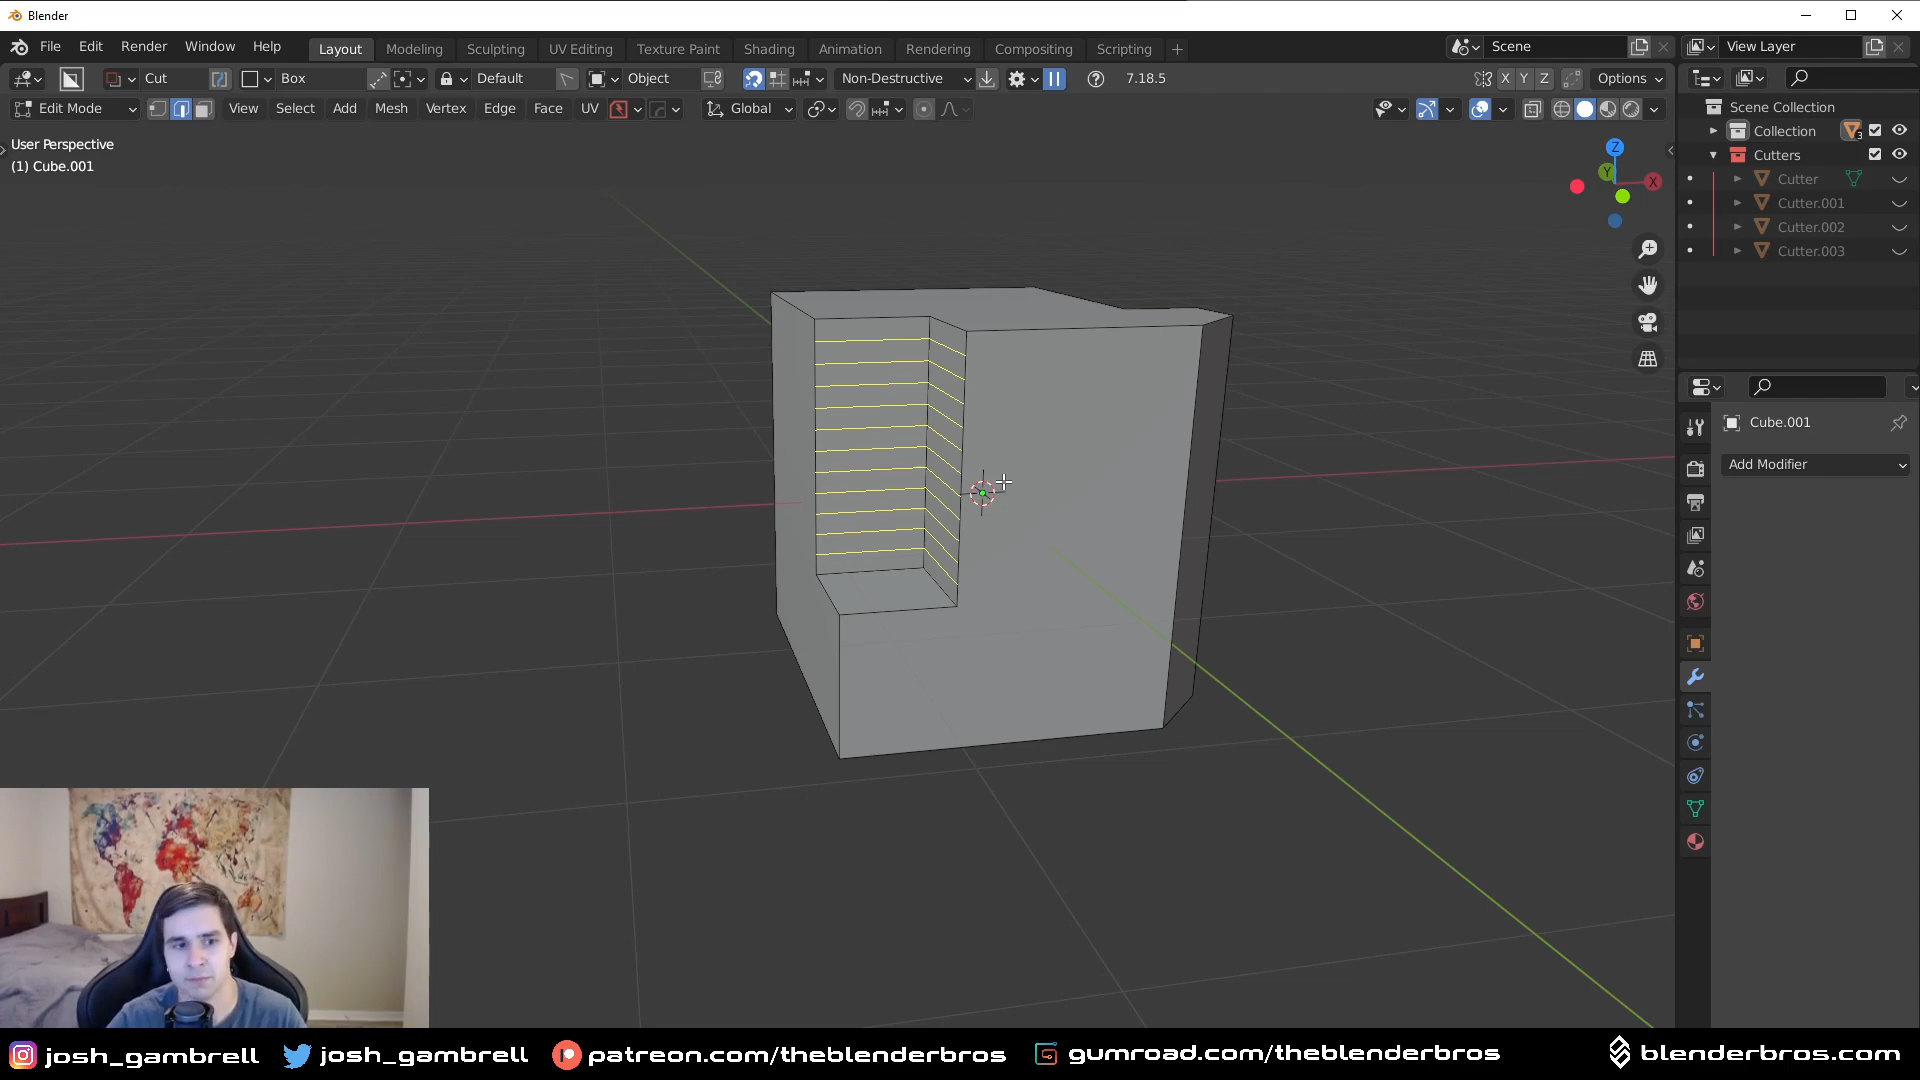 Blender
File Edit Render Window Help Layout Modeling Sculpting UV Editing Texture Paint Shading Animation Rendering Compositing Scripting + Scene View Layer
Cut Box Default Object Non-Destructive 7.18.5 X Y Z Options
Edit Mode View Select Add Mesh Vertex Edge Face UV Global
User Perspective
(1) Cube.001
Z
Y
X
Scene Collection
Collection 3
Cutters
Cutter
Cutter.001
Cutter.002
Cutter.003
Cube.001
Add Modifier
josh_gambrell josh_gambrell patreon.com/theblenderbros gumroad.com/theblenderbros blenderbros.com